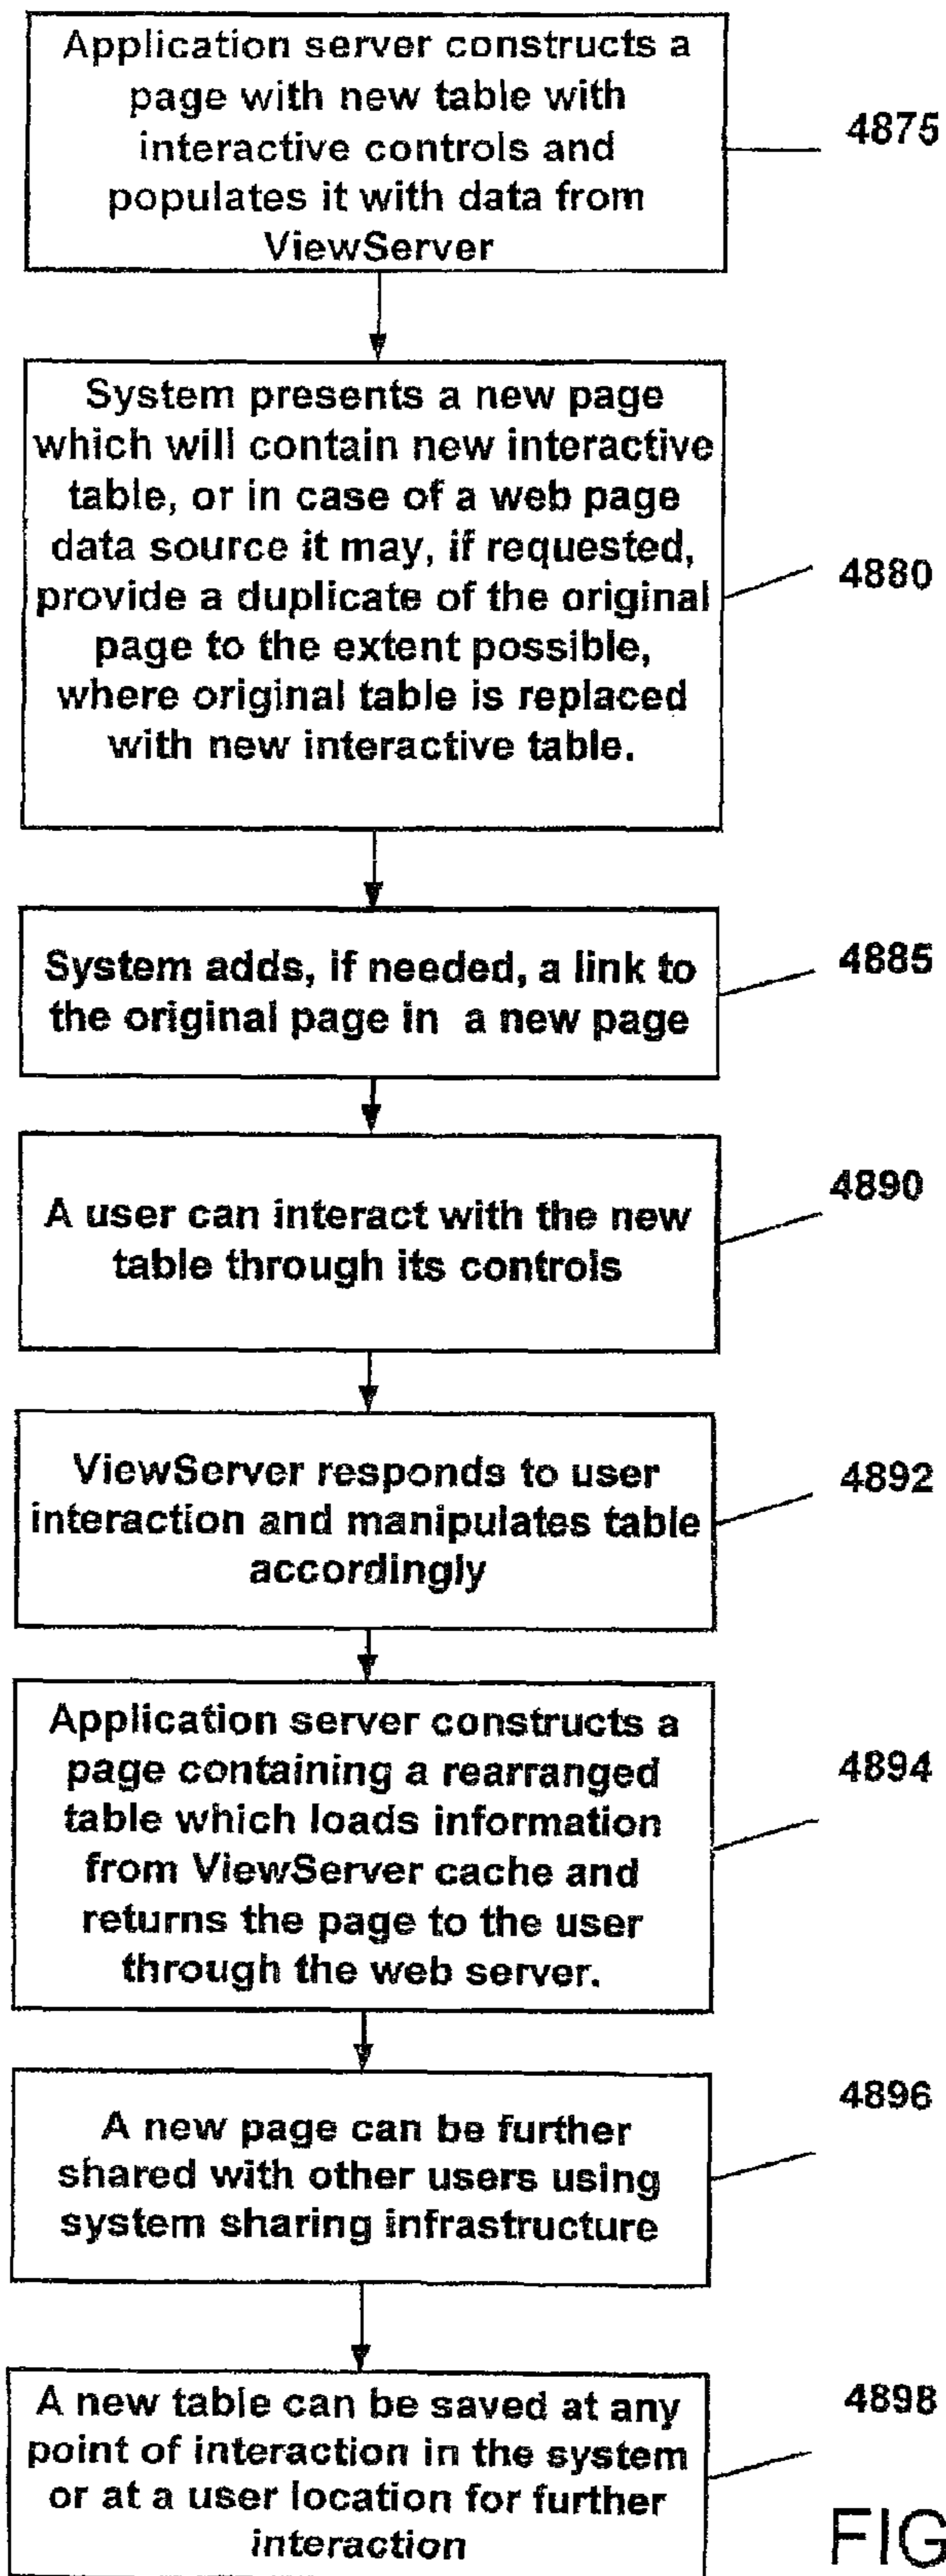 Application server constructs a
page with new table with
interactive controls and
populates it with data from
ViewServer
4875
System presents a new page
which will contain new interactive
table, or in case of a web page
data source it may, if requested,
provide a duplicate of the original
page to the extent possible,
where original table is replaced
with new interactive table.
4880
System adds, if needed, a link to
the original page in a new page
4885
A user can interact with the new
table through its controls
4890
ViewServer responds to user
interaction and manipulates table
accordingly
4892
Application server constructs a
page containing a rearranged
table which loads information
from ViewServer cache and
returns the page to the user
through the web server.
4894
A new page can be further
shared with other users using
system sharing infrastructure
4896
A new table can be saved at any
point of interaction in the system
or at a user location for further
interaction
4898
FIG